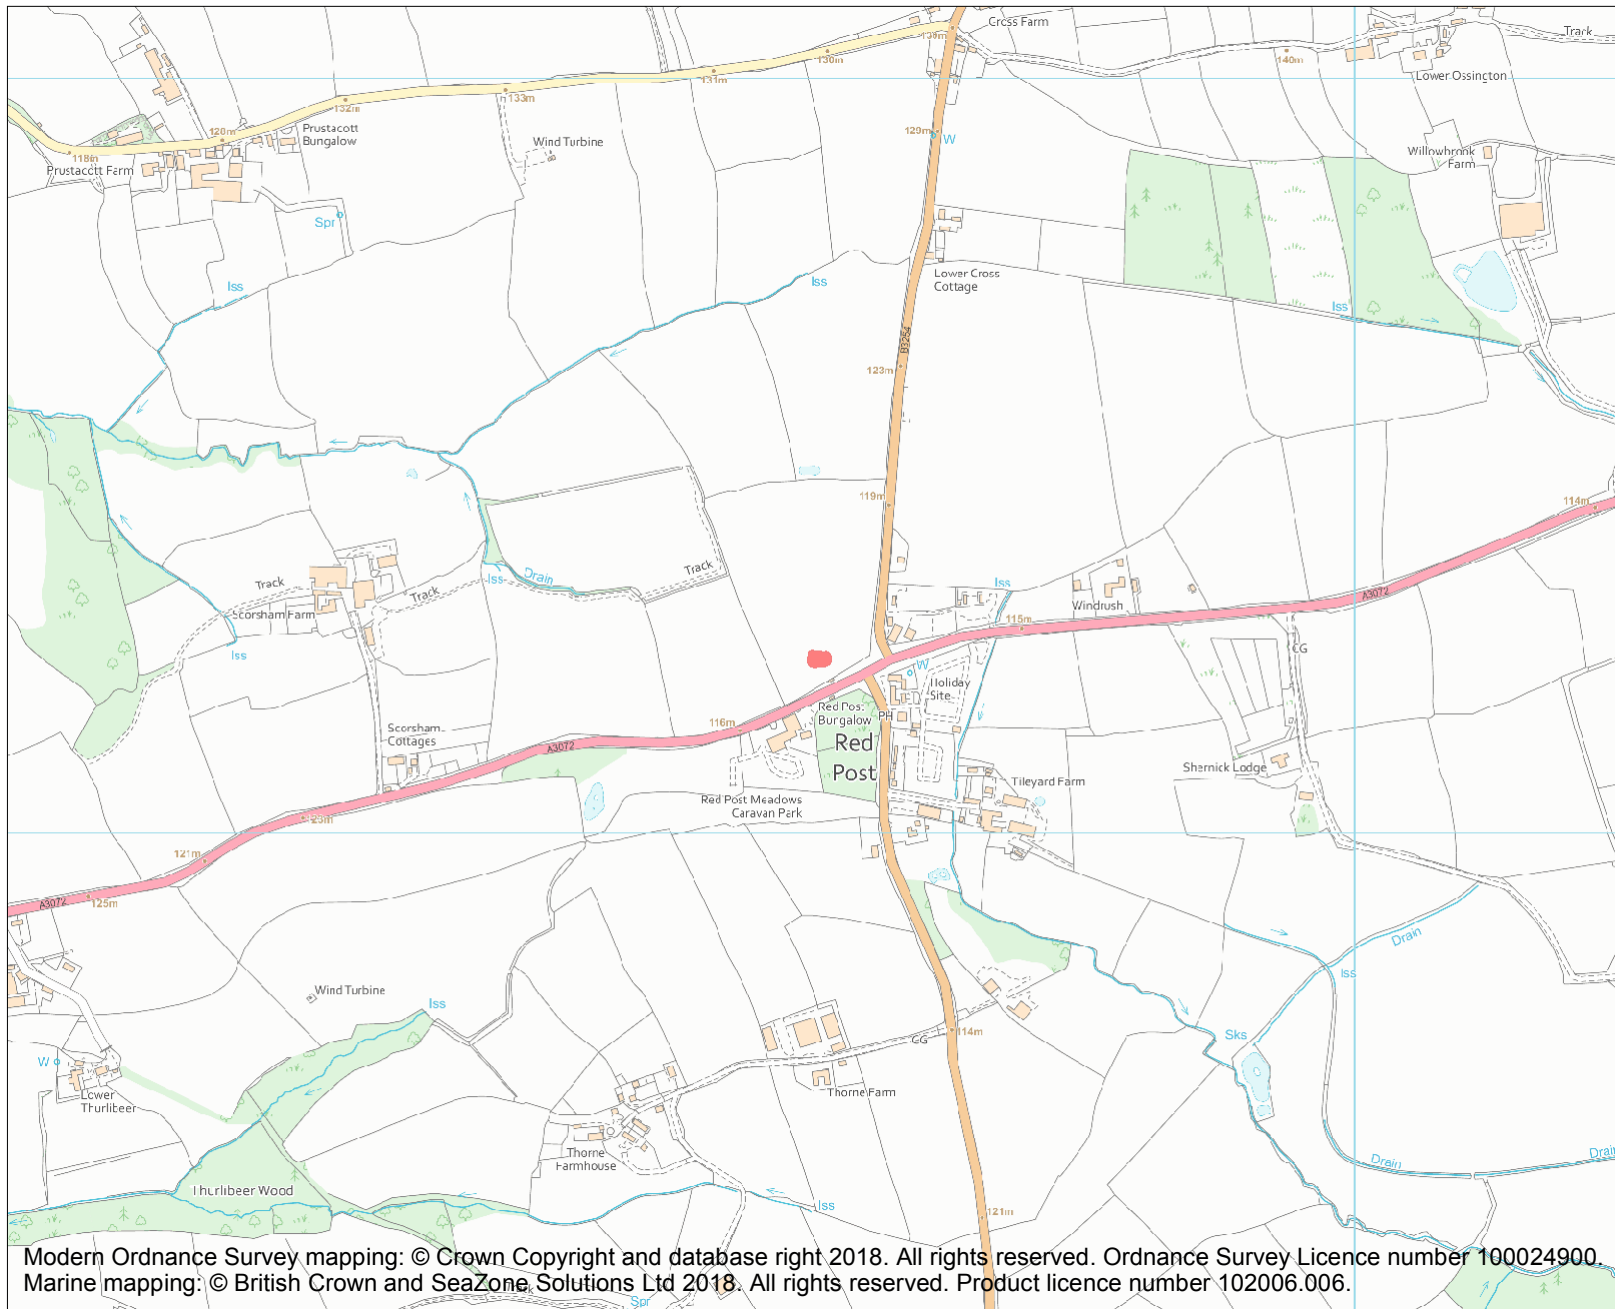 Cross Farm
130m
Track
130m
140m
131m
Lower Ossington
133m
132m
129m
W
128m
Prustacott
Bungalow
Wind Turbine
118m
Prustacott Farm
Willowbrook
Farm
Spr
Lower Cross
Cottage
Iss
Iss
Iss
B3254
123m
119m
114m
Track
Iss
Drain
Track
Track
Scorsham Farm
Iss
Windrush
A3072
115m
CG
Iss
W
Holiday
Site
Red Post
Bungalow
PH
116m
Scorsham
Cottages
A3072
Red
Post
Shernick Lodge
Tileyard Farm
Red Post Meadows
Caravan Park
123m
121m
A3072
125m
Drain
Iss
Wind Turbine
Iss
Sks
114m
CG
W
Lower
Thurlibeer
Thorne Farm
Thorne
Farmhouse
Drain
Drain
Thurlibeer Wood
Iss
121m
Modern Ordnance Survey mapping: © Crown Copyright and database right 2018. All rights reserved. Ordnance Survey Licence number 100024900.
Marine mapping: © British Crown and SeaZone Solutions Ltd 2018. All rights reserved. Product licence number 102006.006.
Track
Spr